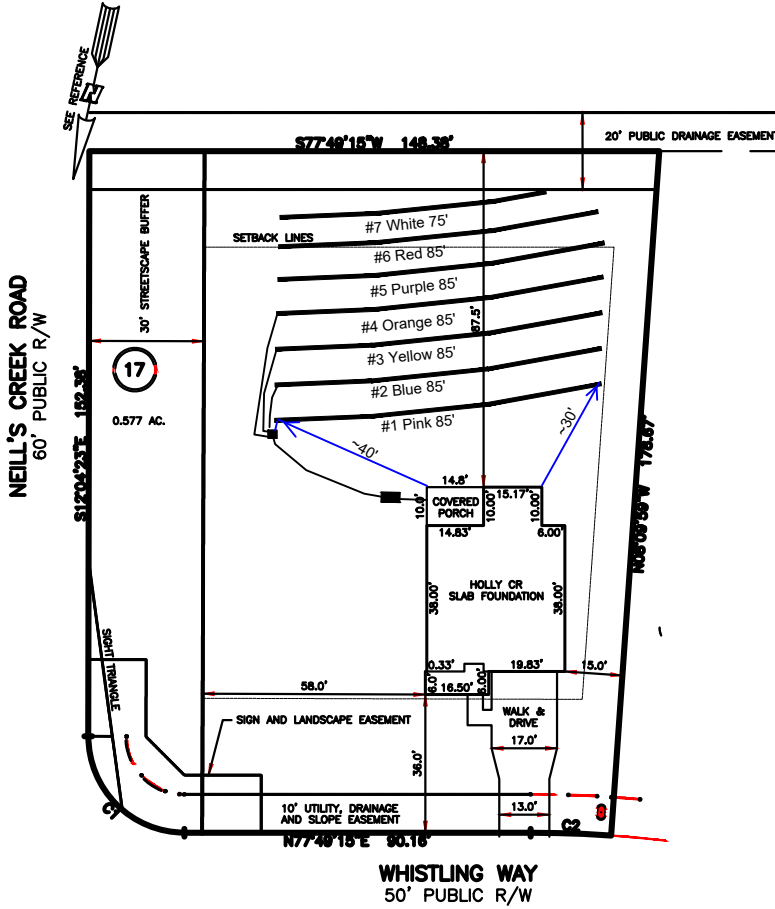 SEE REFERENCE
N
S77°49'15"W 148.38'
20' PUBLIC DRAINAGE EASEMENT
30' STREETSCAPE BUFFER
SETBACK LINES
#7 White 75'
#6 Red 85'
#5 Purple 85'
#4 Orange 85'
#3 Yellow 85'
#2 Blue 85'
#1 Pink 85'
87.5'
17
0.577 AC.
NEILL'S CREEK ROAD
60' PUBLIC R/W
S12°04'23"E 152.38'
N08°09'59"W 178.67'
~40'
~30'
14.8'
15.17'
10.0'
COVERED
PORCH
10.00'
10.00'
14.83'
6.00'
38.00'
HOLLY CR
SLAB FOUNDATION
38.00'
0.33'
19.83'
15.0'
6.0'
16.50'
6.00'
58.0'
WALK &
DRIVE
17.0'
SIGHT TRIANGLE
SIGN AND LANDSCAPE EASEMENT
36.0'
13.0'
10' UTILITY, DRAINAGE
AND SLOPE EASEMENT
C1
C2
N77°49'15"E 90.16'
WHISTLING WAY
50' PUBLIC R/W